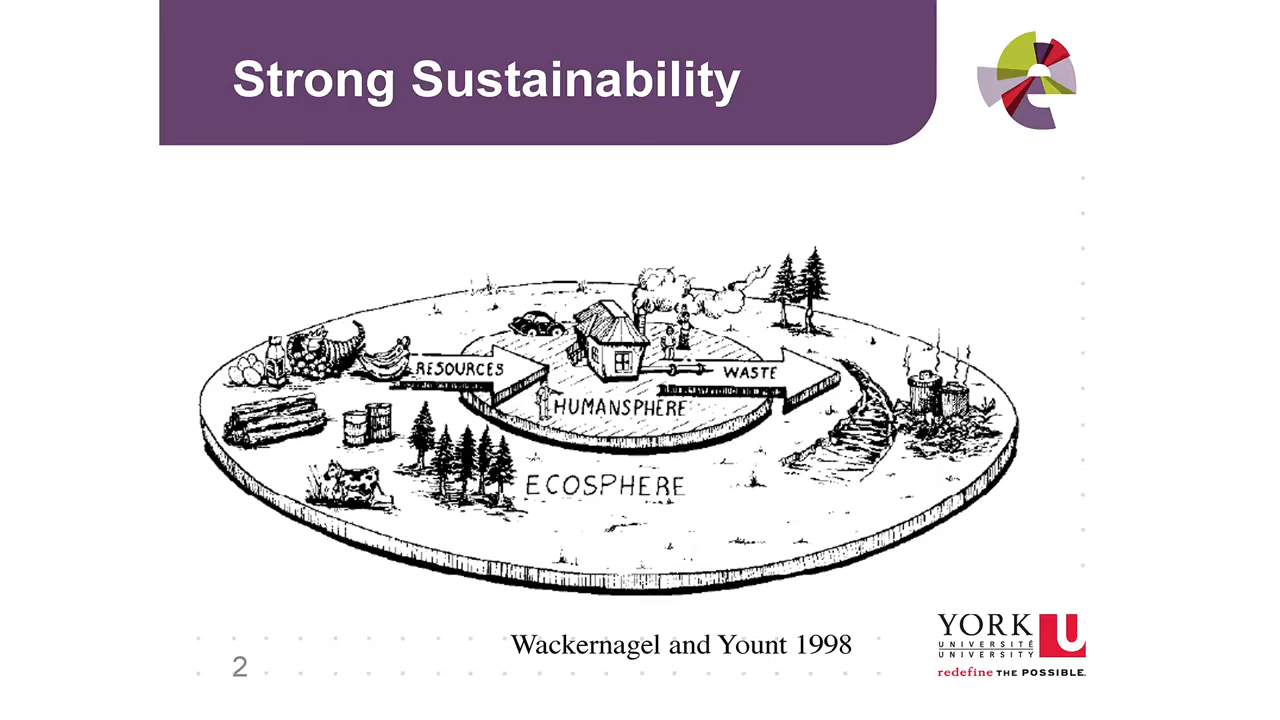 Strong Sustainability
RESOURCES
WASTE
HUMANSPHERE
ECOSPHERE
Wackernagel and Yount 1998
2
YORK U
UNIVERSITÉ
UNIVERSITY
redefine THE POSSIBLE.